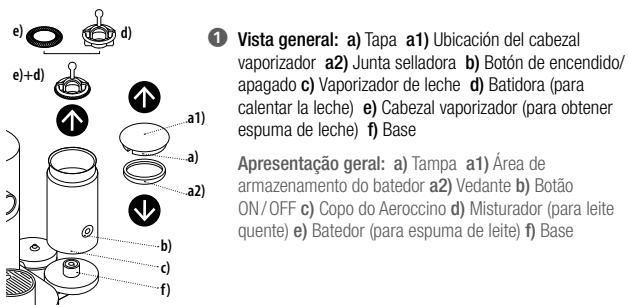 e)
d)
e)+d)
a1)
a)
a2)
b)
c)
f)
1 Vista general: a) Tapa a1) Ubicación del cabezal
vaporizador a2) Junta selladora b) Botón de encendido/
apagado c) Vaporizador de leche d) Batidora (para
calentar la leche) e) Cabezal vaporizador (para obtener
espuma de leche) f) Base
Apresentação geral: a) Tampa a1) Área de
armazenamento do batedor a2) Vedante b) Botão
ON/OFF c) Copo do Aeroccino d) Misturador (para leite
quente) e) Batedor (para espuma de leite) f) Base